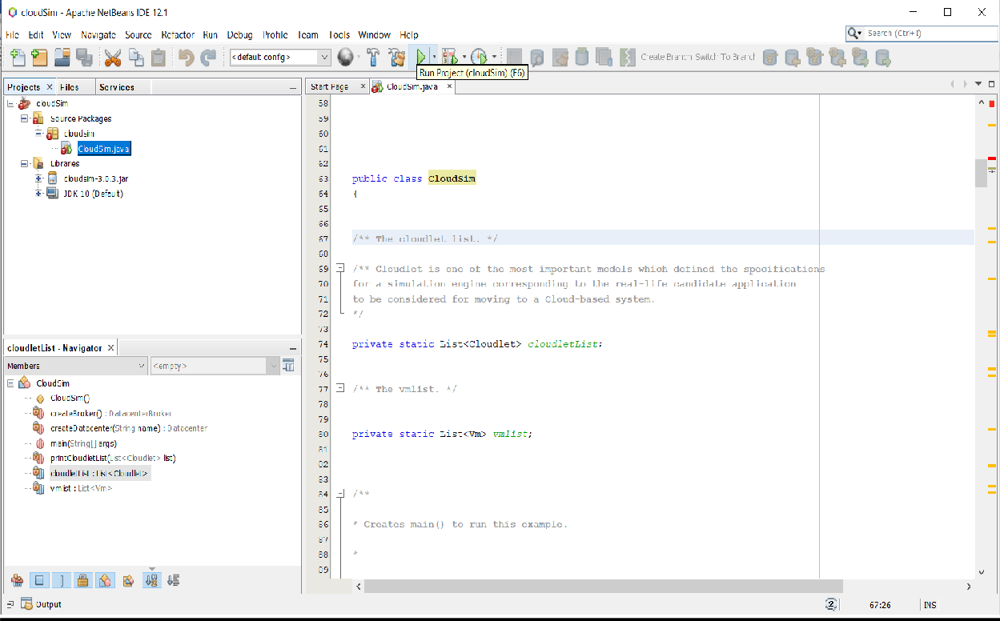 cloudSim - Apache NetBeans IDE 12.1
File Edit View Navigate Source Refactor Run Debug Profile Team Tools Window Help
Search (Ctrl+I)
<default config>
Create Branch Switch To Branch
Run Project (cloudSim) (F6)
Projects Files Services
cloudSim
Source Packages
cloudsim
CloudSim.java
Libraries
cloudsim-3.0.3.jar
JDK 10 (Default)
cloudletList - Navigator
Members <empty>
CloudSim
CloudSim()
createBroker() : DatacenterBroker
createDatacenter(String name) : Datacenter
main(String[] args)
printCloudletList(List<Cloudlet> list)
cloudletList : List<Cloudlet>
vmlist : List<Vm>
Start Page CloudSim.java
58
59
60
61
62
63 public class CloudSim
64 {
65
66
67 /** The cloudlet list. */
68
69 /** Cloudlet is one of the most important models which defined the specifications
70 for a simulation engine corresponding to the real-life candidate application
71 to be considered for moving to a Cloud-based system.
72 */
73
74 private static List<Cloudlet> cloudletList;
75
76
77 /** The vmlist. */
78
79
80 private static List<Vm> vmlist;
81
82
83
84 /**
85
86 * Creates main() to run this example.
87
88 *
89
Output
2 67:26 INS